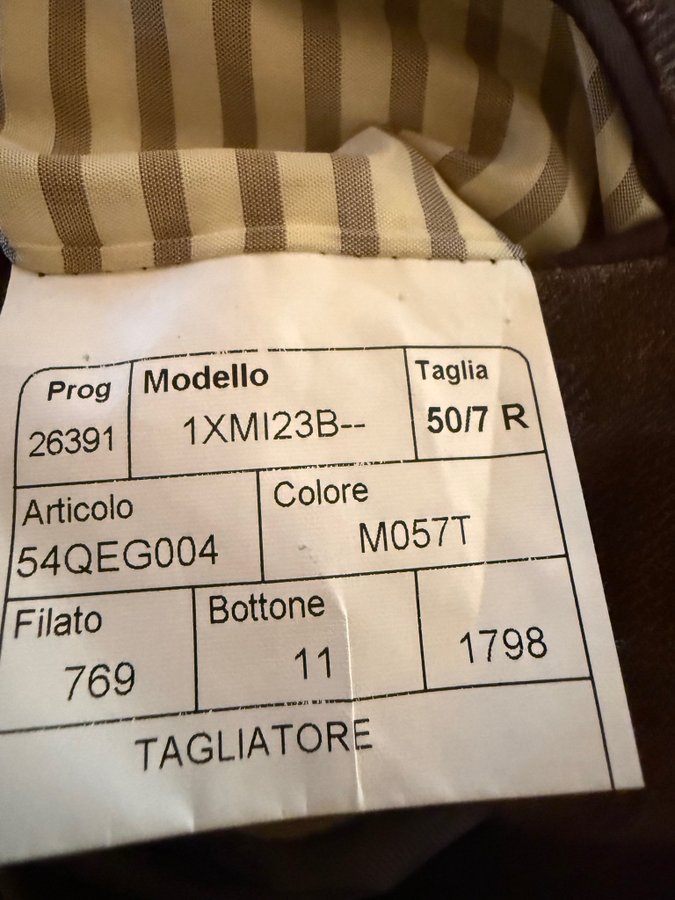 Prog Modello Taglia
26391 1XMI23B-- 50/7 R
Articolo Colore
54QEG004 M057T
Filato Bottone
769 11 1798
TAGLIATORE